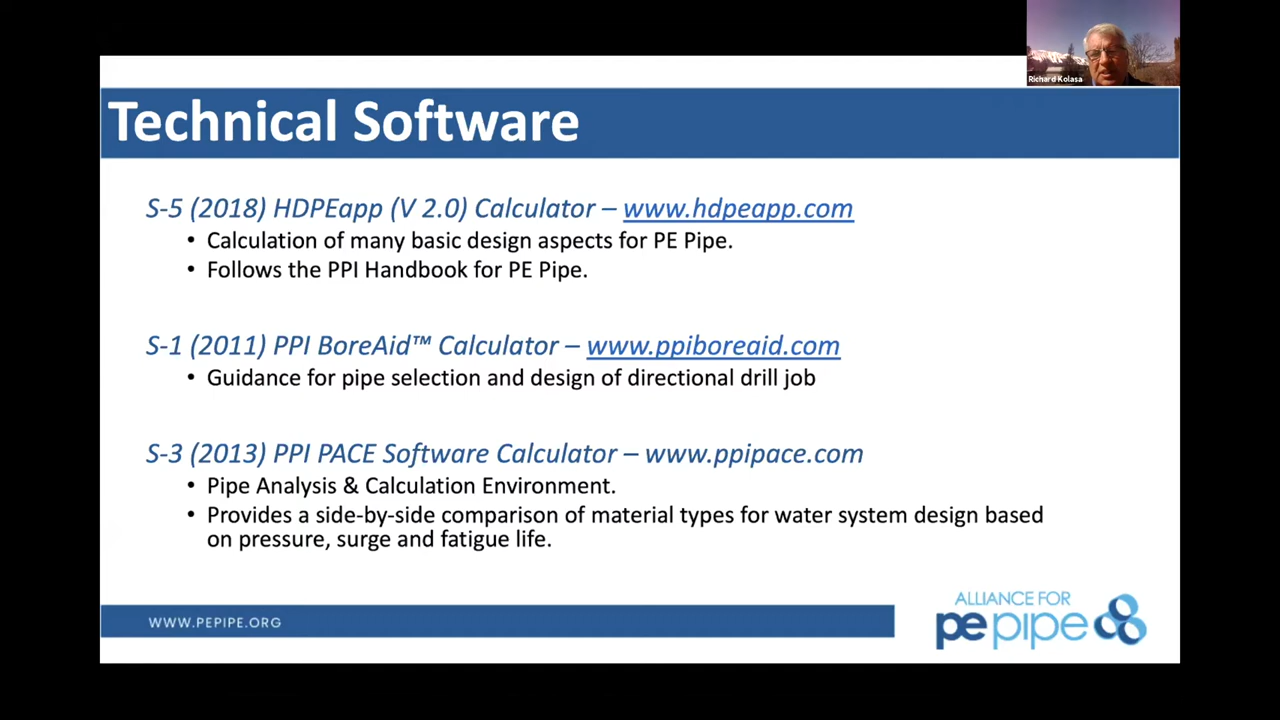 Richard Kolasa
Technical Software
S-5 (2018) HDPEapp (V 2.0) Calculator – www.hdpeapp.com
• Calculation of many basic design aspects for PE Pipe.
• Follows the PPI Handbook for PE Pipe.
S-1 (2011) PPI BoreAid™ Calculator – www.ppiboreaid.com
• Guidance for pipe selection and design of directional drill job
S-3 (2013) PPI PACE Software Calculator – www.ppipace.com
• Pipe Analysis & Calculation Environment.
• Provides a side-by-side comparison of material types for water system design based
on pressure, surge and fatigue life.
WWW.PEPIPE.ORG
ALLIANCE FOR
pepipe